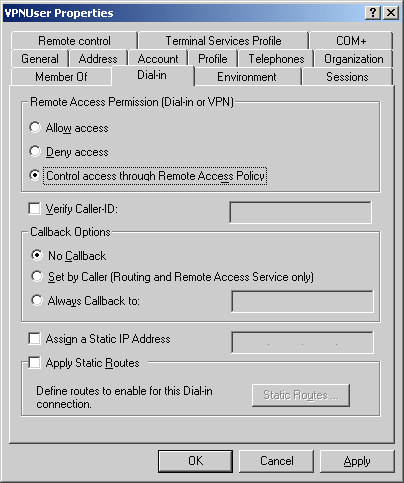 VPNUser Properties
Remote control Terminal Services Profile COM+
General Address Account Profile Telephones Organization
Member Of Dial-in Environment Sessions
Remote Access Permission (Dial-in or VPN)
Allow access
Deny access
Control access through Remote Access Policy
Verify Caller-ID:
Callback Options
No Callback
Set by Caller (Routing and Remote Access Service only)
Always Callback to:
Assign a Static IP Address . . .
Apply Static Routes
Define routes to enable for this Dial-in
connection.
Static Routes ...
OK Cancel Apply